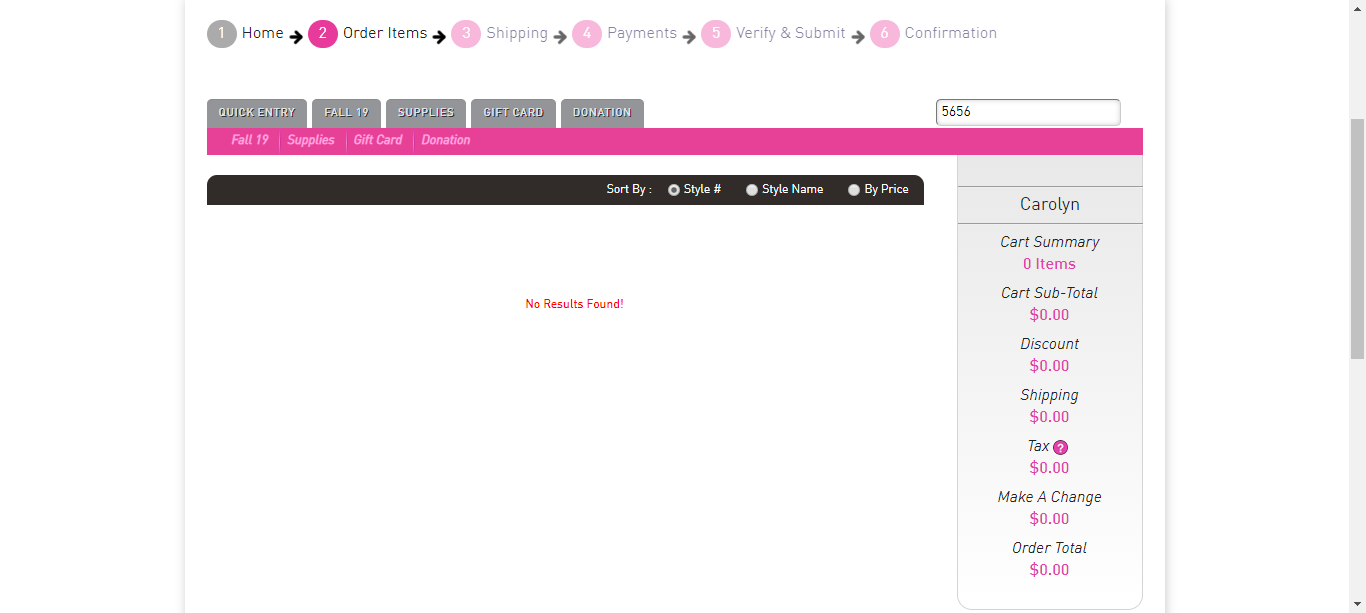 1 Home 2 Order Items 3 Shipping 4 Payments 5 Verify & Submit 6 Confirmation
QUICK ENTRY FALL 19 SUPPLIES GIFT CARD DONATION 5656
Fall 19 Supplies Gift Card Donation
Sort By : Style # Style Name By Price
No Results Found!
Carolyn
Cart Summary
0 Items
Cart Sub-Total
$0.00
Discount
$0.00
Shipping
$0.00
Tax ?
$0.00
Make A Change
$0.00
Order Total
$0.00